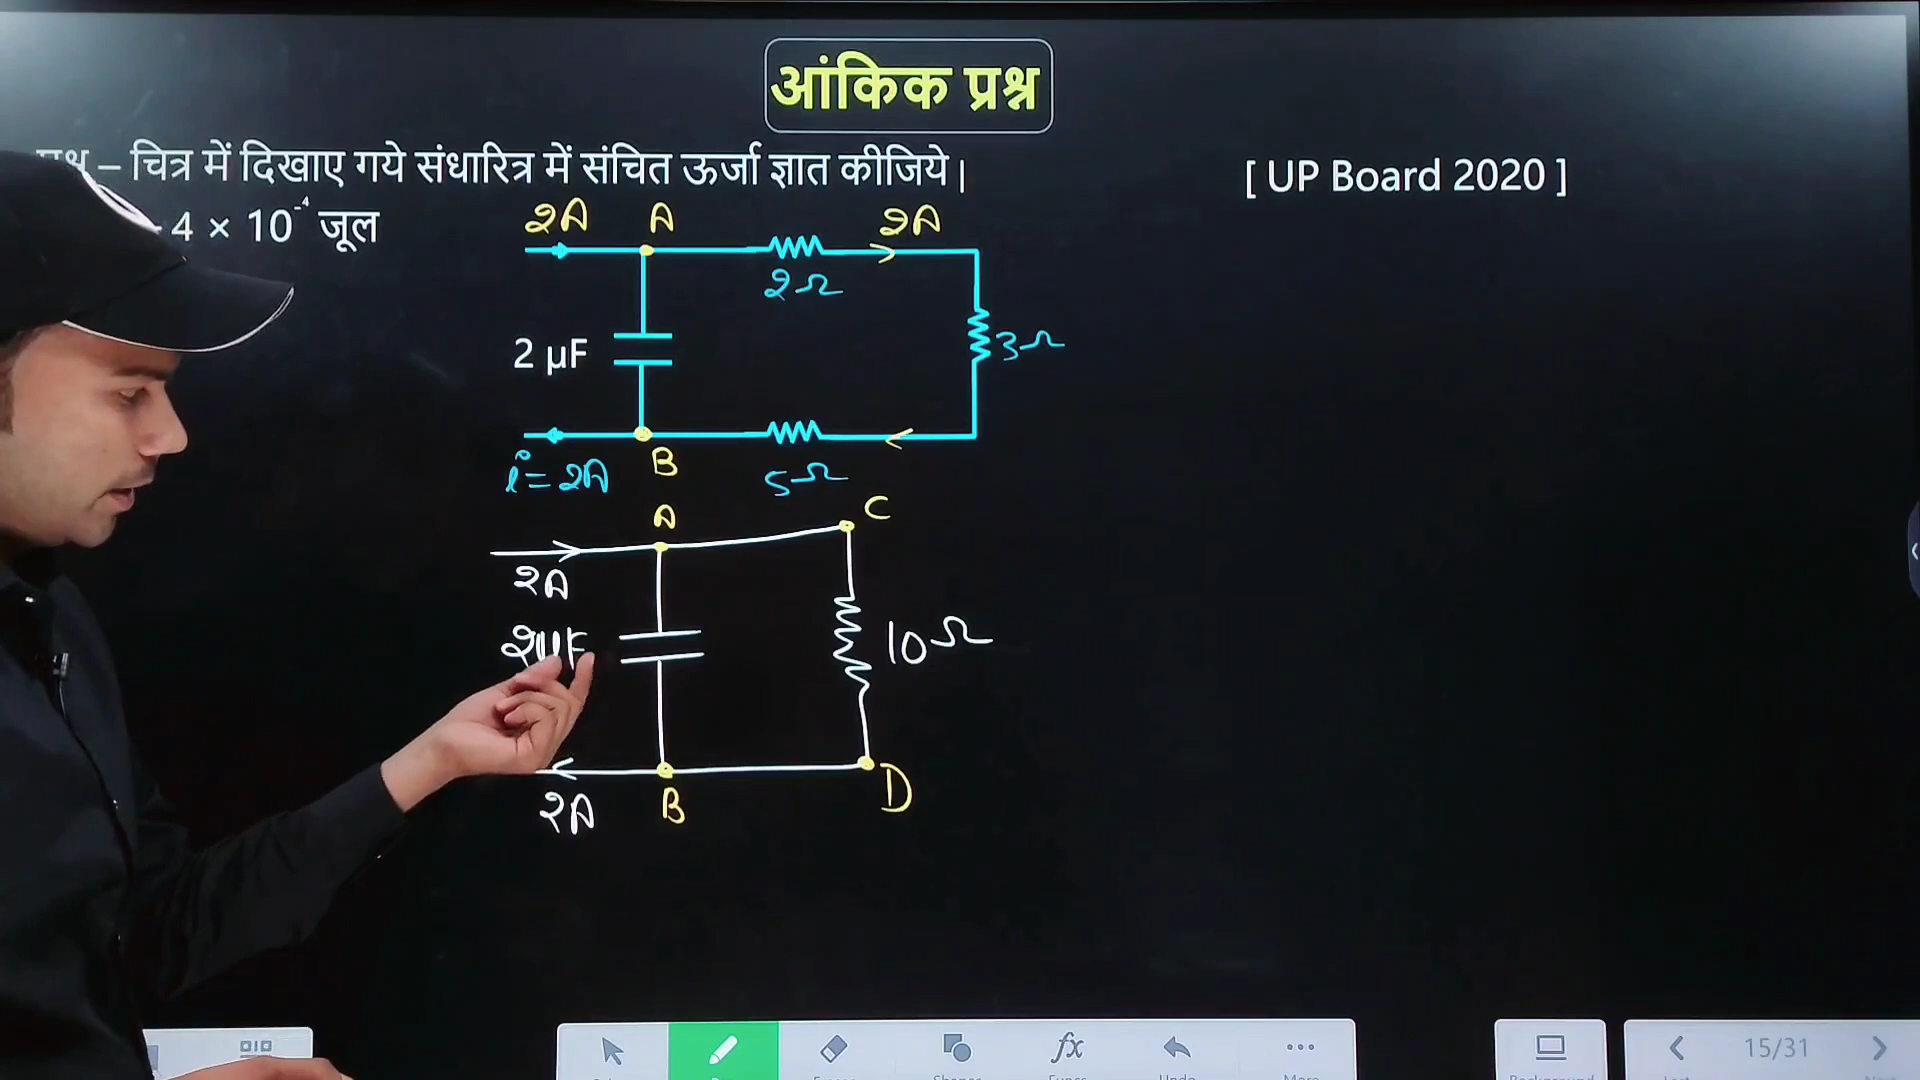 आंकिक प्रश्न
– चित्र में दिखाए गये संधारित्र में संचित ऊर्जा ज्ञात कीजिये |
[ UP Board 2020 ]
4 × 10⁻⁴ जूल
2A A 2A
2Ω
2 μF
3Ω
B
i = 2A
5Ω
A C
2A
10Ω
2A B D
15/31